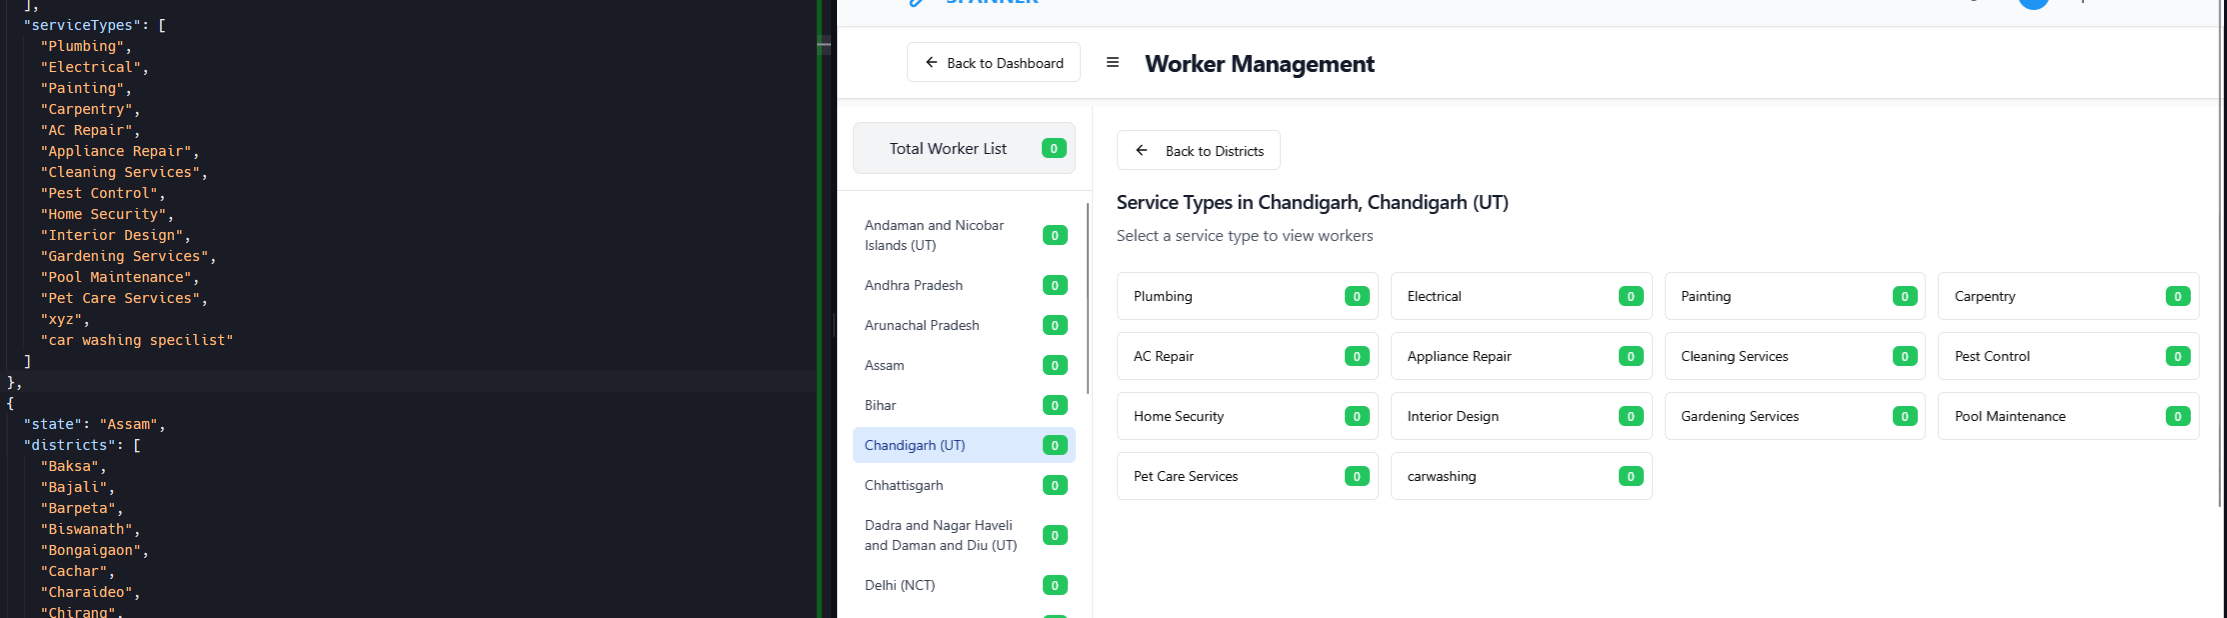 ],
"serviceTypes": [
"Plumbing",
"Electrical",
"Painting",
"Carpentry",
"AC Repair",
"Appliance Repair",
"Cleaning Services",
"Pest Control",
"Home Security",
"Interior Design",
"Gardening Services",
"Pool Maintenance",
"Pet Care Services",
"xyz",
"car washing specilist"
]
},
{
"state": "Assam",
"districts": [
"Baksa",
"Bajali",
"Barpeta",
"Biswanath",
"Bongaigaon",
"Cachar",
"Charaideo",
"Chirang",
SPANNER
Back to Dashboard
Worker Management
Total Worker List 0
Andaman and Nicobar
Islands (UT) 0
Andhra Pradesh 0
Arunachal Pradesh 0
Assam 0
Bihar 0
Chandigarh (UT) 0
Chhattisgarh 0
Dadra and Nagar Haveli
and Daman and Diu (UT) 0
Delhi (NCT) 0
Back to Districts
Service Types in Chandigarh, Chandigarh (UT)
Select a service type to view workers
Plumbing 0 Electrical 0 Painting 0 Carpentry 0
AC Repair 0 Appliance Repair 0 Cleaning Services 0 Pest Control 0
Home Security 0 Interior Design 0 Gardening Services 0 Pool Maintenance 0
Pet Care Services 0 carwashing 0